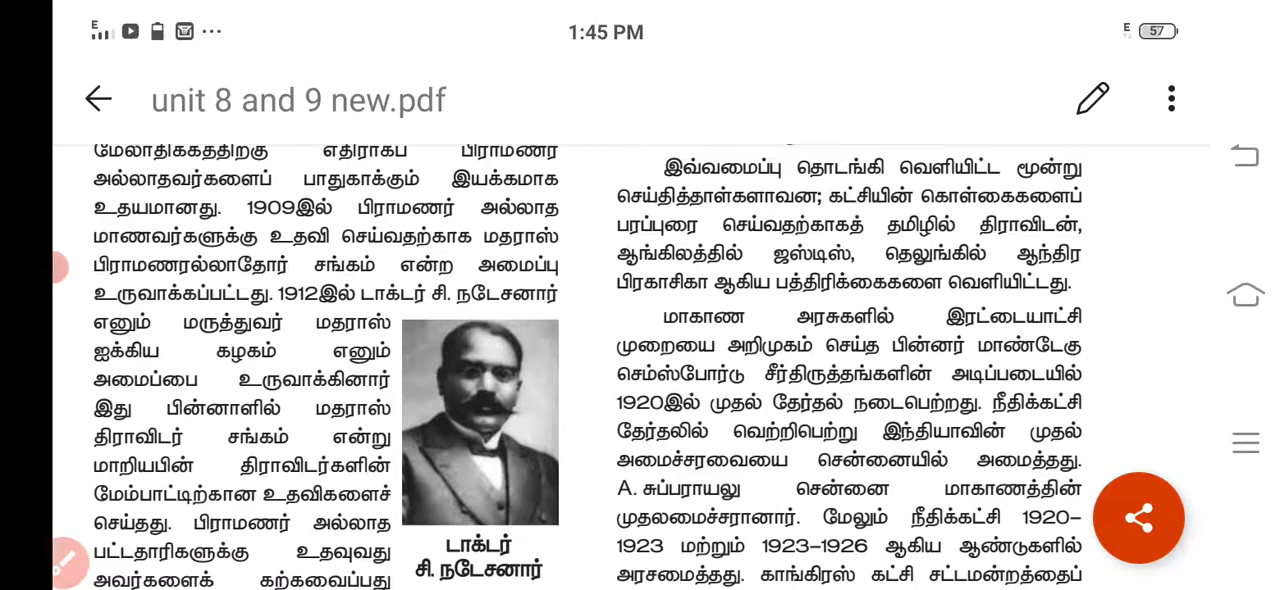 1:45 PM
E
57
unit 8 and 9 new.pdf
மேலாதிக்கத்திற்கு எதிராகப் பிராமணர்
அல்லாதவர்களைப் பாதுகாக்கும் இயக்கமாக
உதயமானது. 1909இல் பிராமணர் அல்லாத
மாணவர்களுக்கு உதவி செய்வதற்காக மதராஸ்
பிராமணரல்லாதோர் சங்கம் என்ற அமைப்பு
உருவாக்கப்பட்டது. 1912இல் டாக்டர் சி. நடேசனார்
எனும் மருத்துவர் மதராஸ்
ஐக்கிய கழகம் எனும்
அமைப்பை உருவாக்கினார்
இது பின்னாளில் மதராஸ்
திராவிடர் சங்கம் என்று
மாறியபின் திராவிடர்களின்
மேம்பாட்டிற்கான உதவிகளைச்
செய்தது. பிராமணர் அல்லாத
பட்டதாரிகளுக்கு உதவுவது
அவர்களைக் கற்கவைப்பது
டாக்டர்
சி. நடேசனார்
இவ்வமைப்பு தொடங்கி வெளியிட்ட மூன்று
செய்தித்தாள்களாவன; கட்சியின் கொள்கைகளைப்
பரப்புரை செய்வதற்காகத் தமிழில் திராவிடன்,
ஆங்கிலத்தில் ஜஸ்டிஸ், தெலுங்கில் ஆந்திர
பிரகாசிகா ஆகிய பத்திரிக்கைகளை வெளியிட்டது.
மாகாண அரசுகளில் இரட்டையாட்சி
முறையை அறிமுகம் செய்த பின்னர் மாண்டேகு
செம்ஸ்போர்டு சீர்திருத்தங்களின் அடிப்படையில்
1920இல் முதல் தேர்தல் நடைபெற்றது. நீதிக்கட்சி
தேர்தலில் வெற்றிபெற்று இந்தியாவின் முதல்
அமைச்சரவையை சென்னையில் அமைத்தது.
A. சுப்பராயலு சென்னை மாகாணத்தின்
முதலமைச்சரானார். மேலும் நீதிக்கட்சி 1920–
1923 மற்றும் 1923–1926 ஆகிய ஆண்டுகளில்
அரசமைத்தது. காங்கிரஸ் கட்சி சட்டமன்றத்தைப்